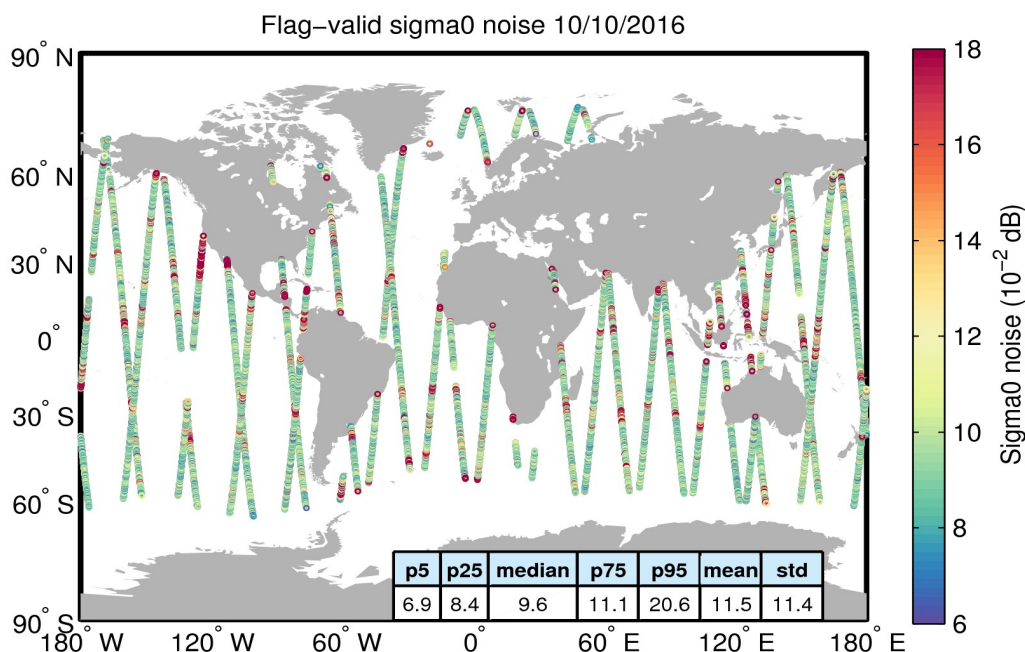 Flag−valid sigma0 noise 10/10/2016
90° N
60° N
30° N
0°
30° S
60° S
90° S
180° W
120° W
60° W
0°
60° E
120° E
180° E
p5 p25 median p75 p95 mean std
6.9 8.4 9.6 11.1 20.6 11.5 11.4
18
16
14
12
10
8
6
Sigma0 noise (10⁻² dB)